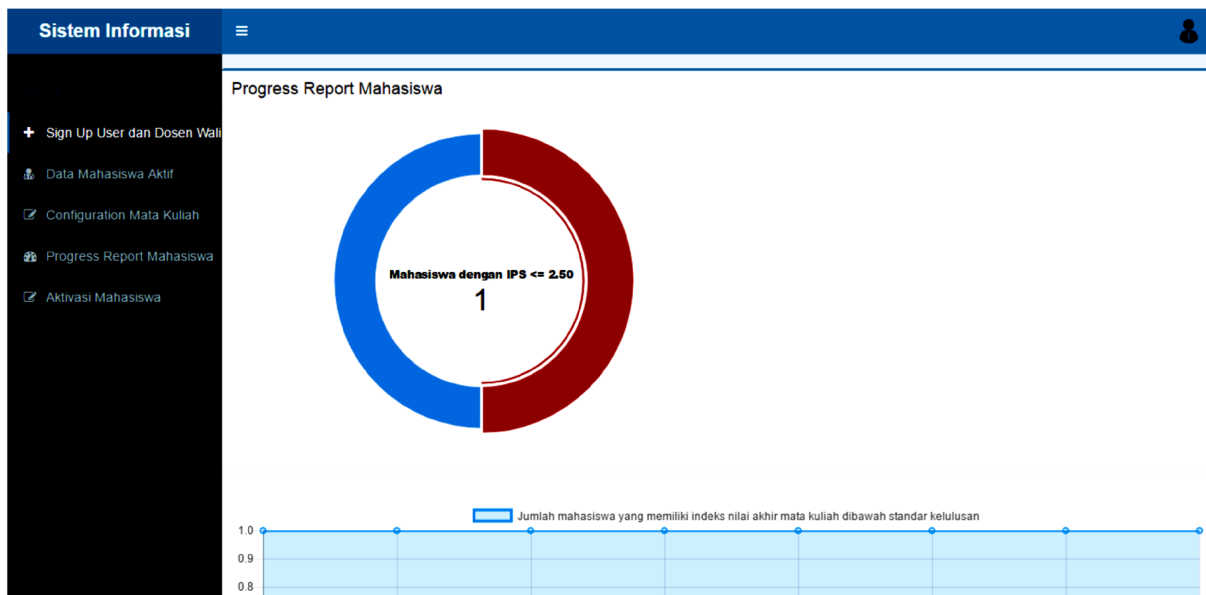 Sistem Informasi
Progress Report Mahasiswa
Sign Up User dan Dosen Wali
Data Mahasiswa Aktif
Configuration Mata Kuliah
Progress Report Mahasiswa
Aktivasi Mahasiswa
Mahasiswa dengan IPS <= 2.50
1
Jumlah mahasiswa yang memiliki indeks nilai akhir mata kuliah dibawah standar kelulusan
1.0
0.9
0.8